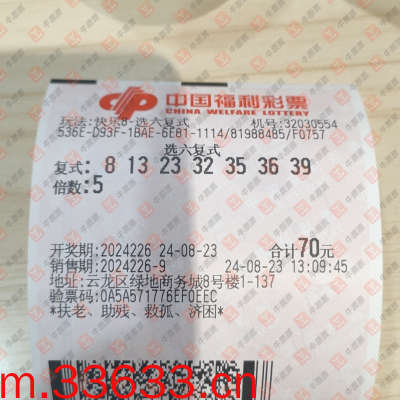 中国福利彩票
CHINA WELFARE LOTTERY
玩法:快乐8-选六复式 机号:32030554
536E-D93F-1BAE-6E81-1114/81988485/F0757
选六复式
复式: 8 13 23 32 35 36 39
倍数:5
开奖期:2024226 24-08-23 合计70元
销售期:2024226-9 24-08-23 13:09:45
地址:云龙区绿地商务城8号楼1-137
验票码:0A5A571776EF0EEC
*扶老、助残、救孤、济困*
m.33633.cn